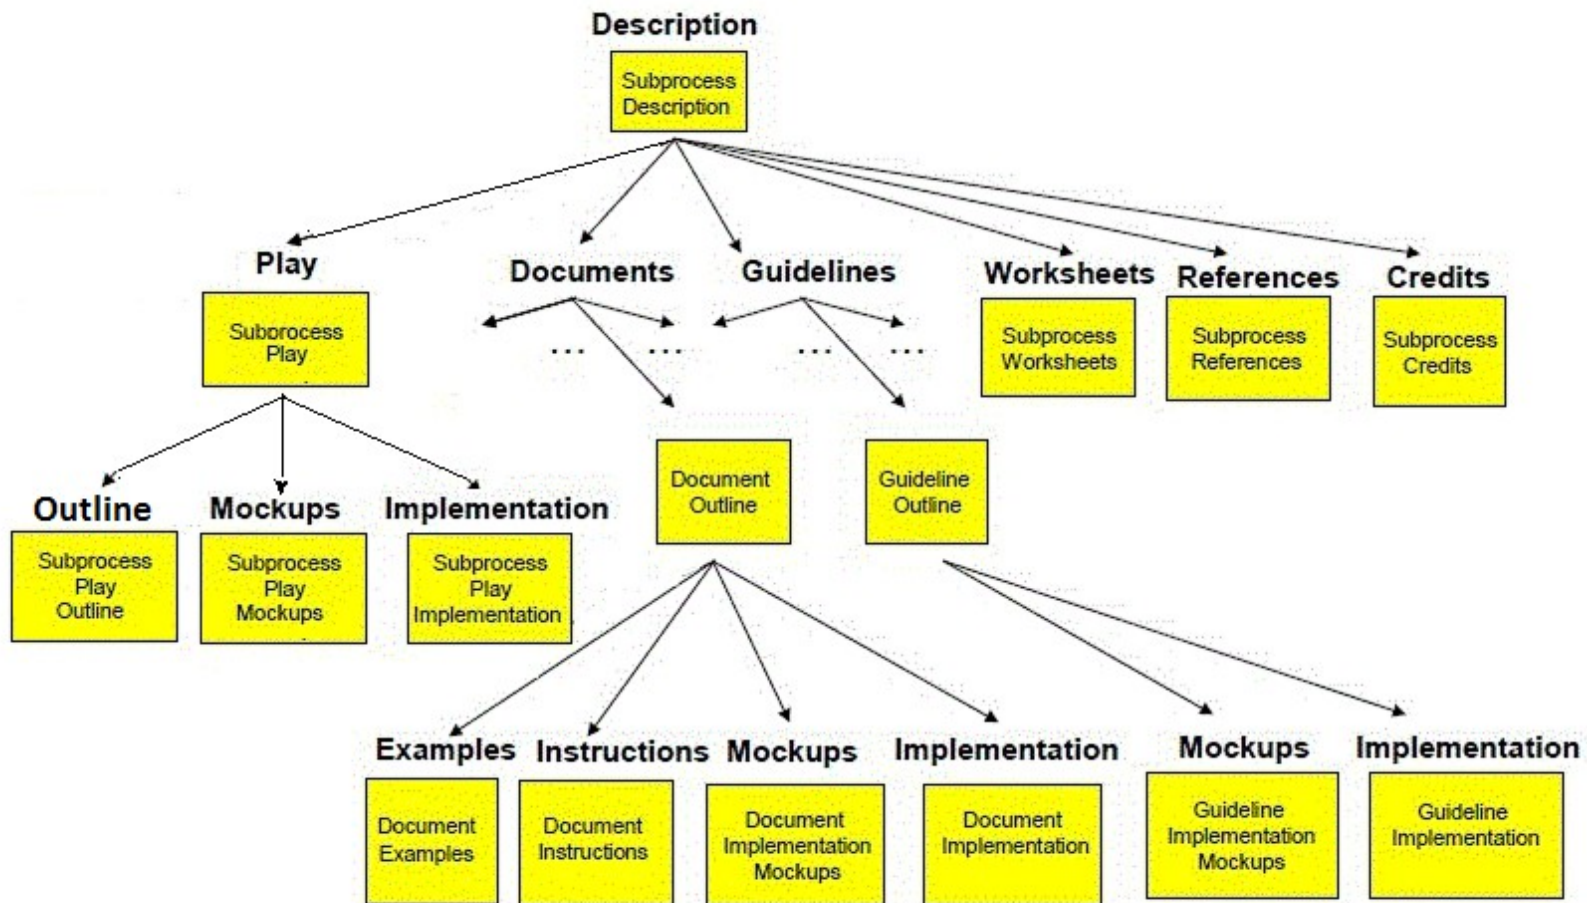 Description
Subprocess
Description
Play
Documents
Guidelines
Worksheets
References
Credits
Subprocess
Play
...
...
...
...
Subprocess
Worksheets
Subprocess
References
Subprocess
Credits
Document
Outline
Guideline
Outline
Outline
Mockups
Implementation
Subprocess
Play
Outline
Subprocess
Play
Mockups
Subprocess
Play
Implementation
Examples
Instructions
Mockups
Implementation
Mockups
Implementation
Document
Examples
Document
Instructions
Document
Implementation
Mockups
Document
Implementation
Guideline
Implementation
Mockups
Guideline
Implementation